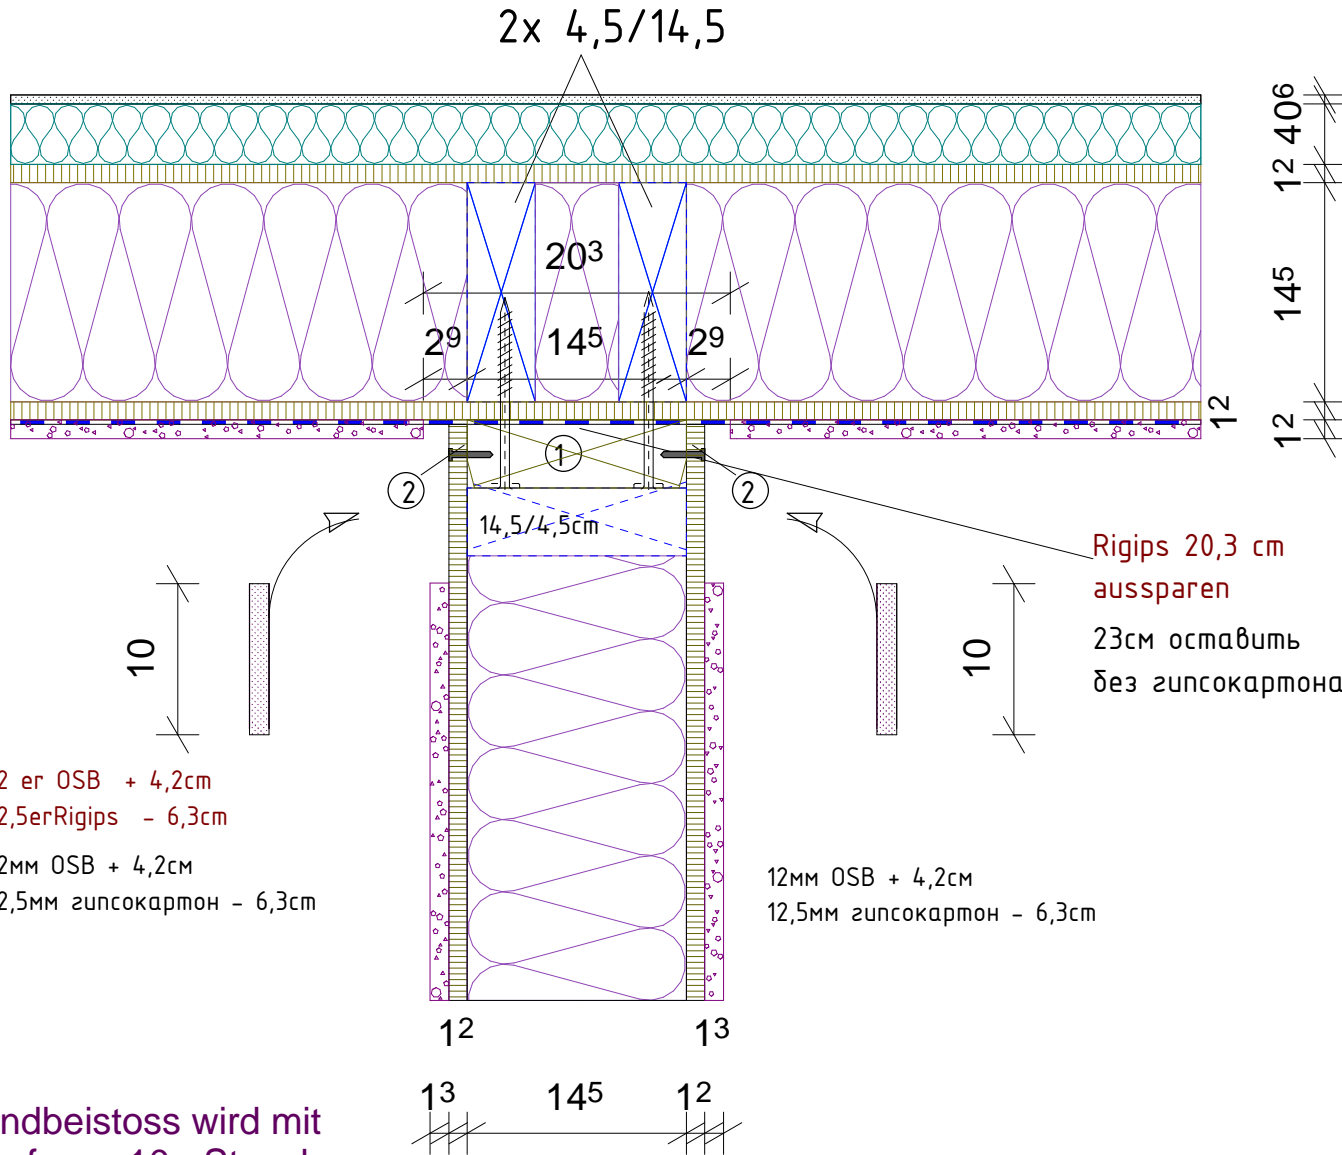 2x 4,5/14,5
0⁶
4
1²
14⁵
1²
1²
20³
2⁹ 14⁵ 2⁹
1
2 2
14,5/4,5cm
Rigips 20,3 cm
aussparen
23см оставить
без гипсокартона
10 10
2 er OSB + 4,2cm
2,5erRigips - 6,3cm
2мм OSB + 4,2см
2,5мм гипсокартон - 6,3cm
12мм OSB + 4,2см
12,5мм гипсокартон - 6,3cm
1² 1³
1³ 14⁵ 1²
ndbeistoss wird mit